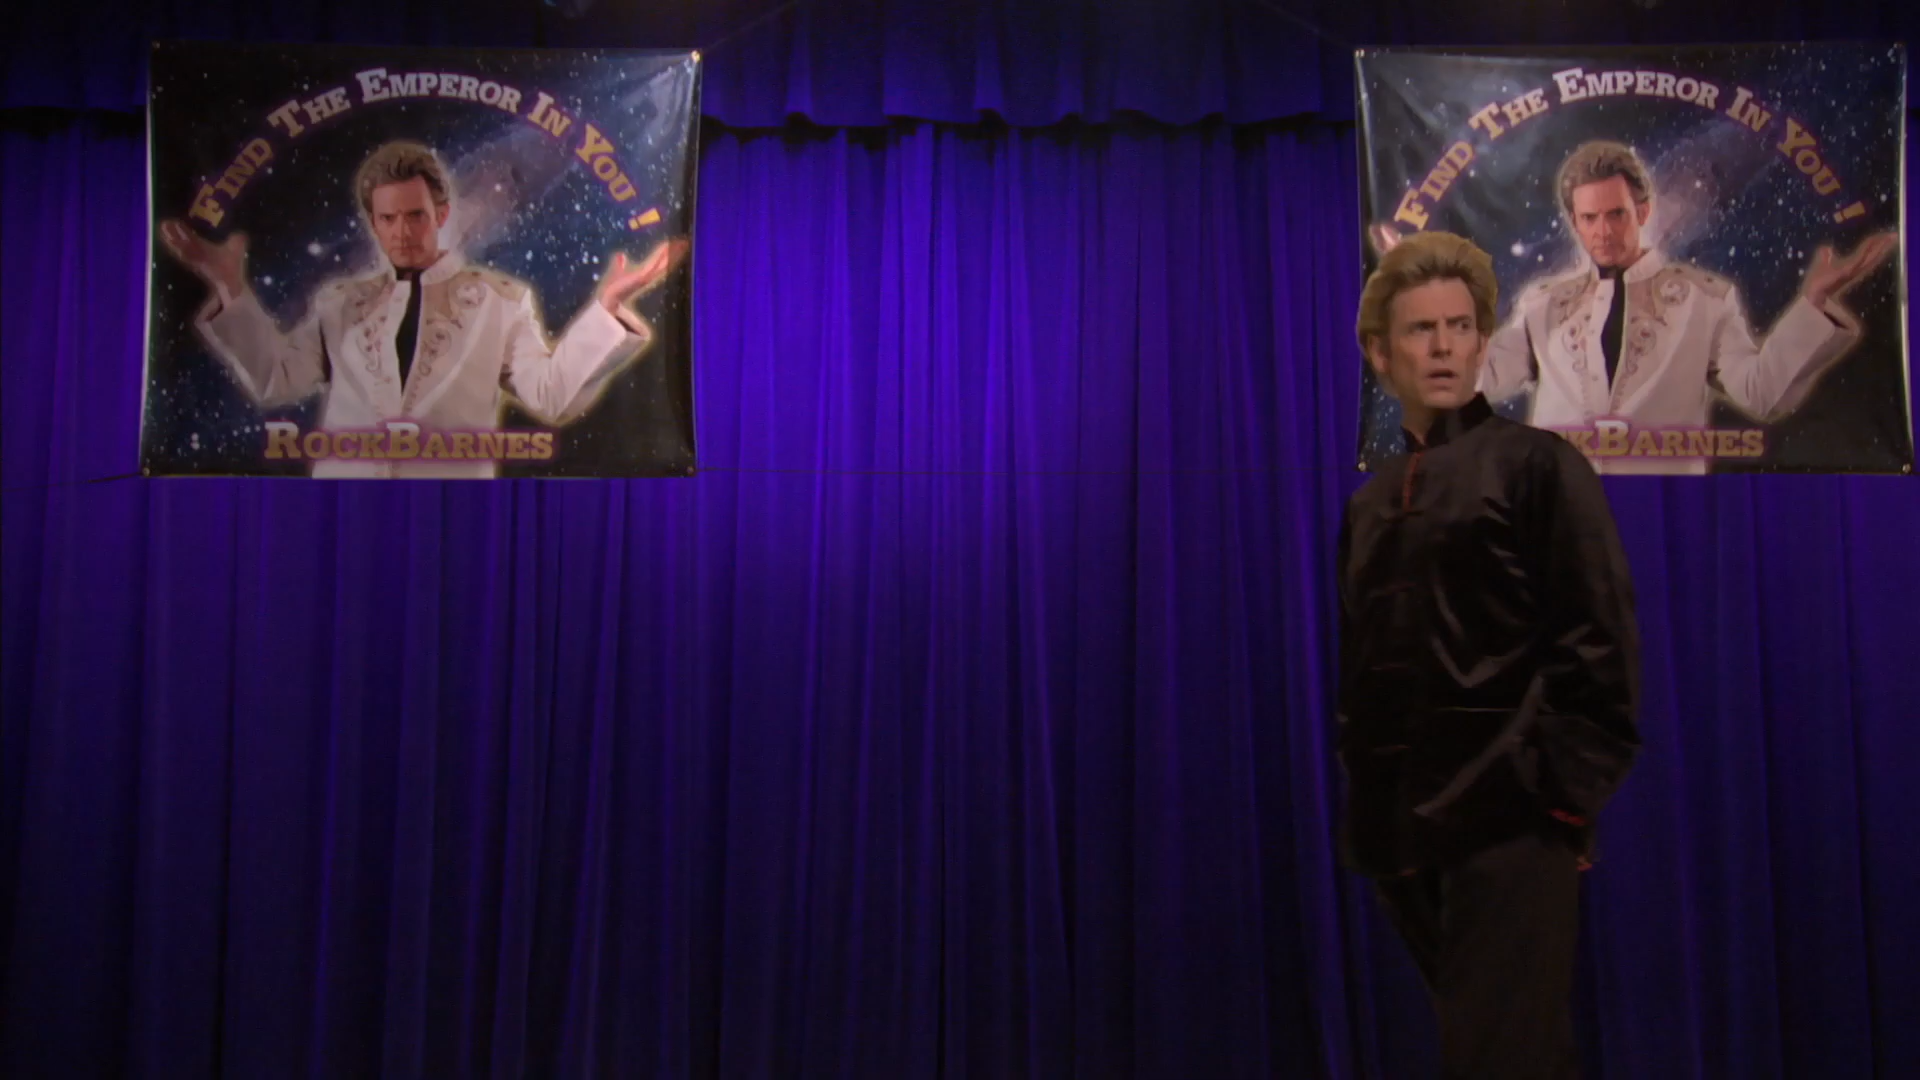 FIND THE EMPEROR IN YOU!
ROCKBARNES
FIND THE EMPEROR IN YOU!
KBARNES